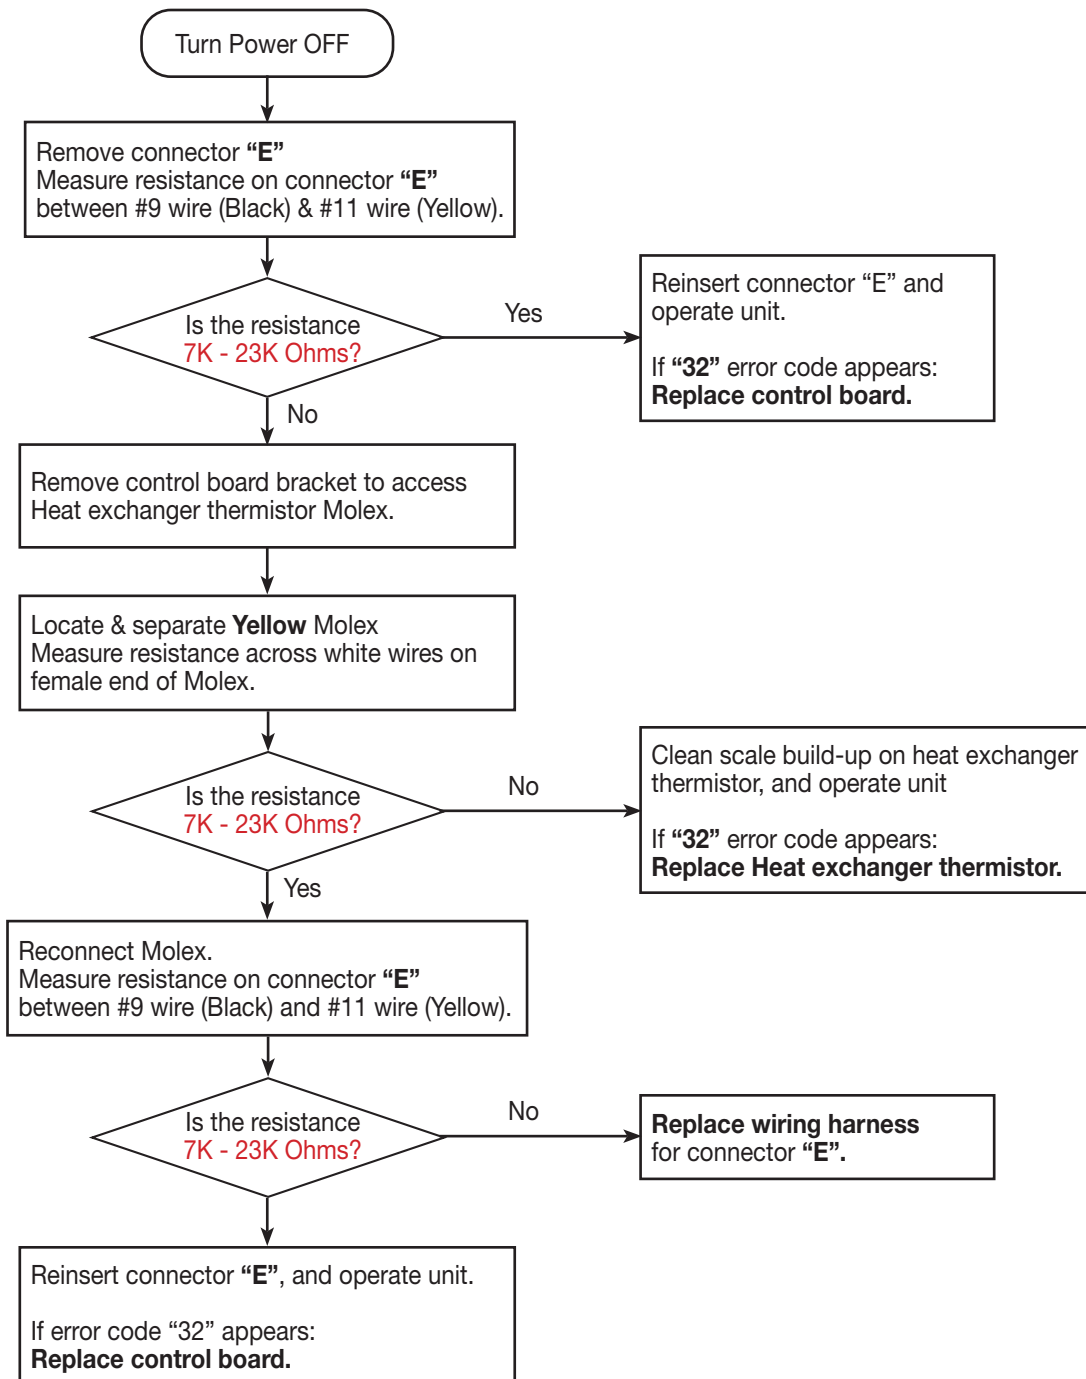 Turn Power OFF
Remove connector “E”
Measure resistance on connector “E”
between #9 wire (Black) & #11 wire (Yellow).
Is the resistance
7K - 23K Ohms?
Yes
Reinsert connector “E” and
operate unit.
If “32” error code appears:
Replace control board.
No
Remove control board bracket to access
Heat exchanger thermistor Molex.
Locate & separate Yellow Molex
Measure resistance across white wires on
female end of Molex.
Is the resistance
7K - 23K Ohms?
No
Clean scale build-up on heat exchanger
thermistor, and operate unit
If “32” error code appears:
Replace Heat exchanger thermistor.
Yes
Reconnect Molex.
Measure resistance on connector “E”
between #9 wire (Black) and #11 wire (Yellow).
Is the resistance
7K - 23K Ohms?
No
Replace wiring harness
for connector “E”.
Reinsert connector “E”, and operate unit.
If error code “32” appears:
Replace control board.